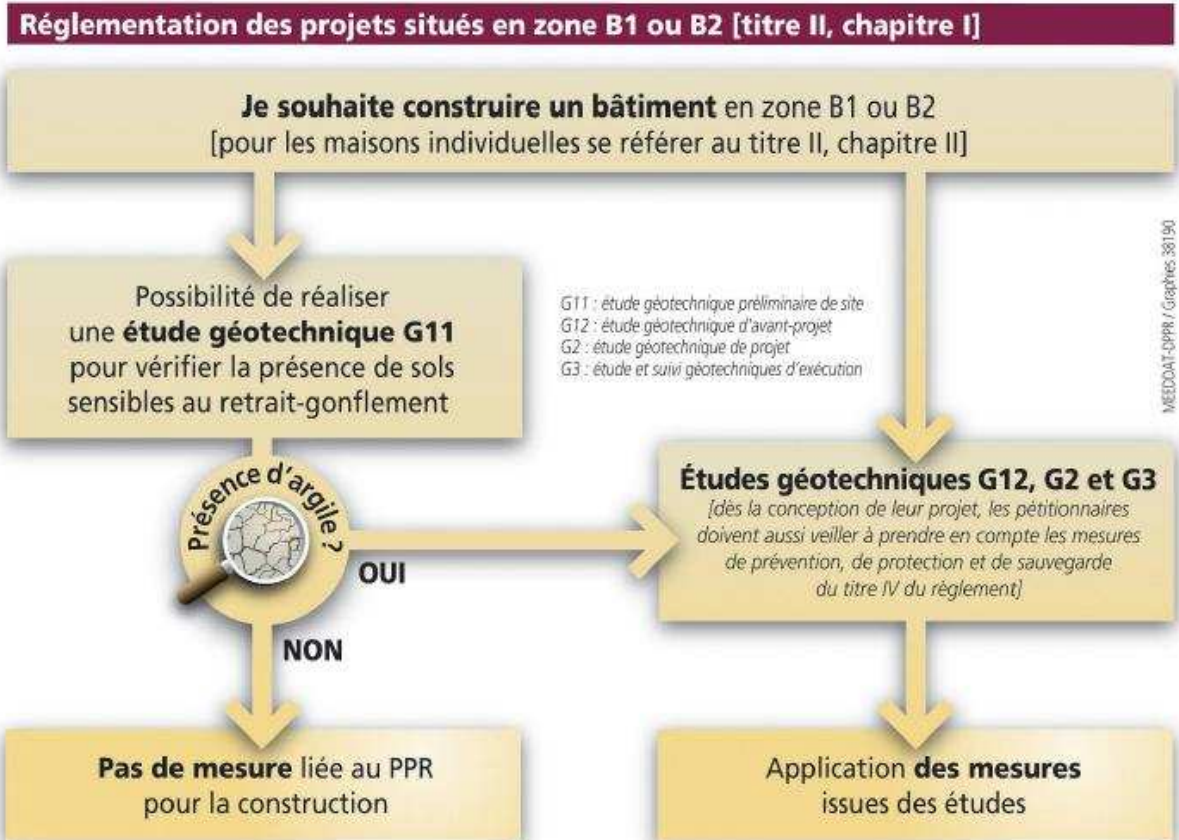 Réglementation des projets situés en zone B1 ou B2 [titre II, chapitre I]
Je souhaite construire un bâtiment en zone B1 ou B2
[pour les maisons individuelles se référer au titre II, chapitre II]
Possibilité de réaliser
une étude géotechnique G11
pour vérifier la présence de sols
sensibles au retrait-gonflement
G11 : étude géotechnique préliminaire de site
G12 : étude géotechnique d'avant-projet
G2 : étude géotechnique de projet
G3 : étude et suivi géotechniques d'exécution
MEEDDAT-DPPR / Graphies 38190
Présence d'argile ?
OUI
NON
Études géotechniques G12, G2 et G3
[dès la conception de leur projet, les pétitionnaires
doivent aussi veiller à prendre en compte les mesures
de prévention, de protection et de sauvegarde
du titre IV du règlement]
Pas de mesure liée au PPR
pour la construction
Application des mesures
issues des études